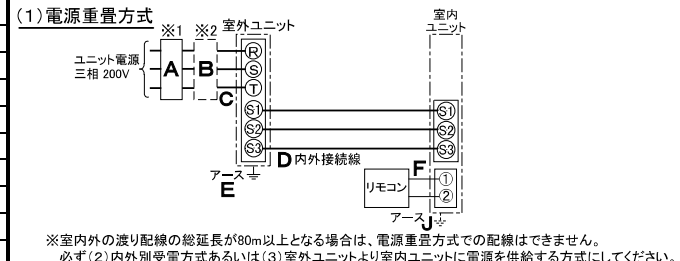 (1)電源重畳方式
※1 ※2 室外ユニット
室内
ユニット
ユニット電源
三相 200V
A
B
C
R
S
T
S1
S2
S3
S1
S2
S3
D 内外接続線
アース
E
F
リモコン
①
②
アース
J
※室内外の渡り配線の総延長が80m以上となる場合は、電源重畳方式での配線はできません。
必ず(2)内外別受電方式あるいは(3)室外ユニットより室内ユニットに電源を供給する方式にしてください。